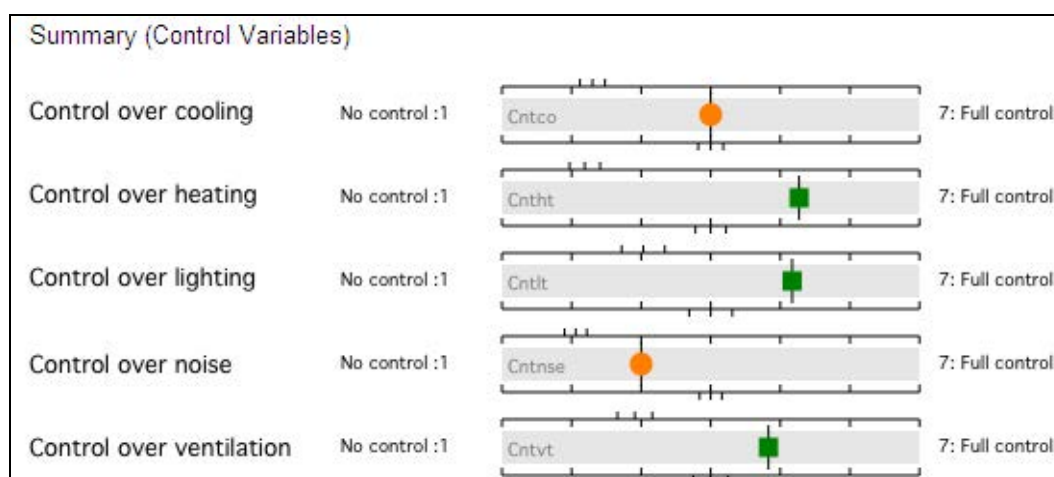 Summary (Control Variables)
Control over cooling No control :1 Cntco 7: Full control
Control over heating No control :1 Cntht 7: Full control
Control over lighting No control :1 Cntlt 7: Full control
Control over noise No control :1 Cntnse 7: Full control
Control over ventilation No control :1 Cntvt 7: Full control